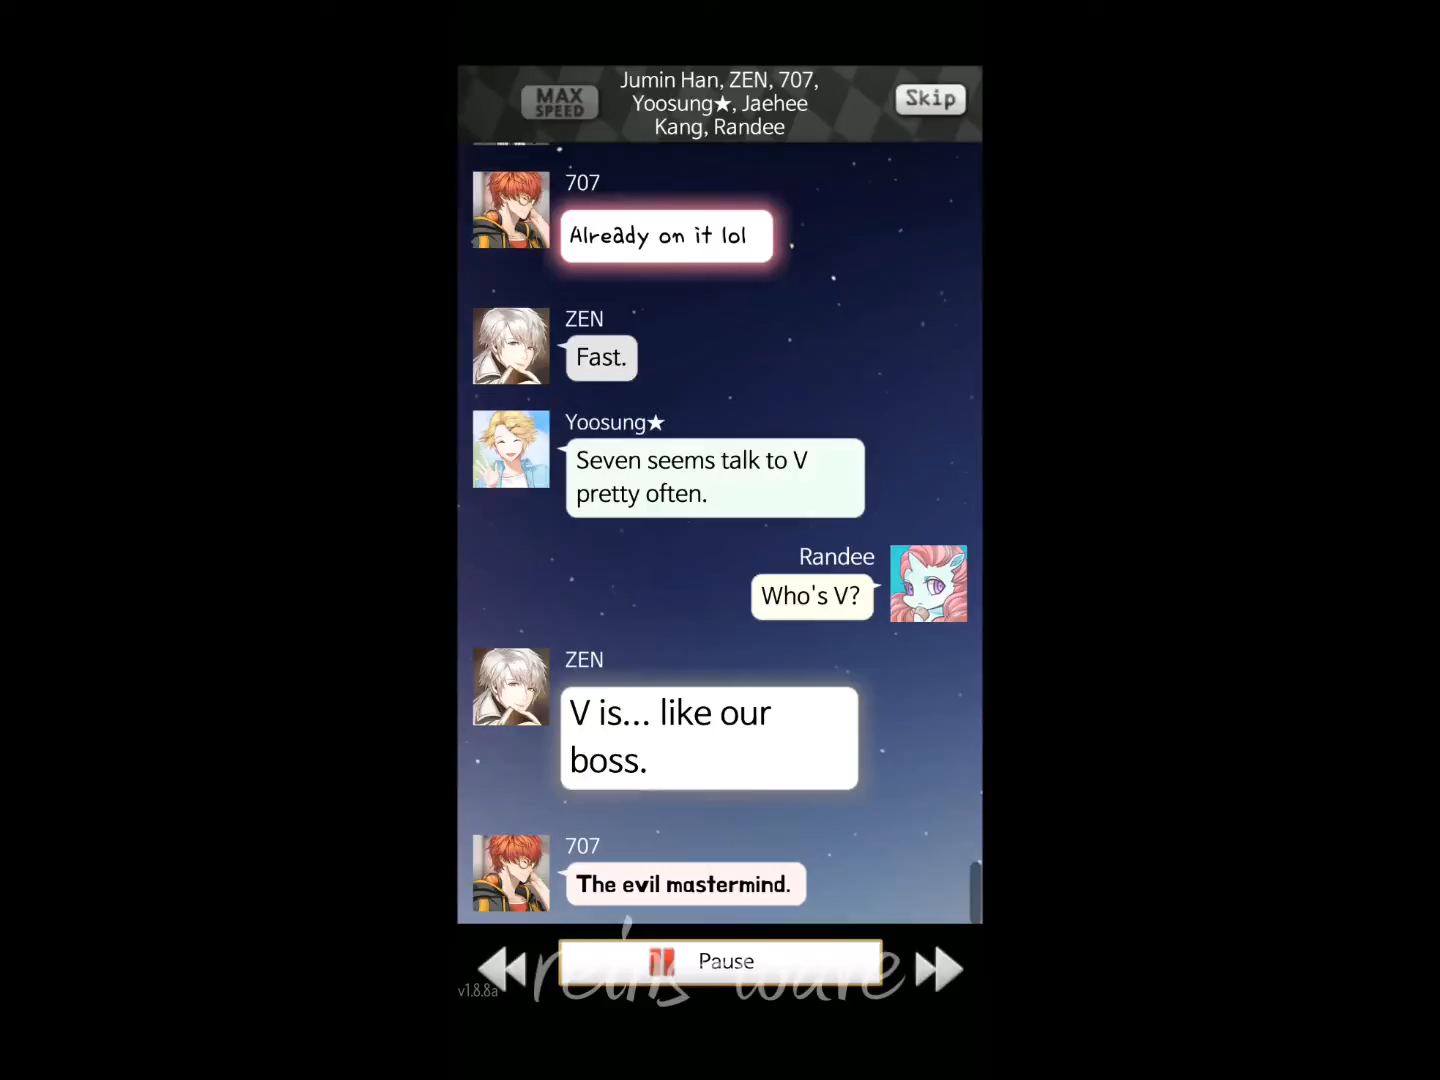 MAX
SPEED
Jumin Han, ZEN, 707,
Yoosung★, Jaehee
Kang, Randee
Skip
707
Already on it lol
ZEN
Fast.
Yoosung★
Seven seems talk to V
pretty often.
Randee
Who's V?
ZEN
V is... like our
boss.
707
The evil mastermind.
Pause
v1.8.8a